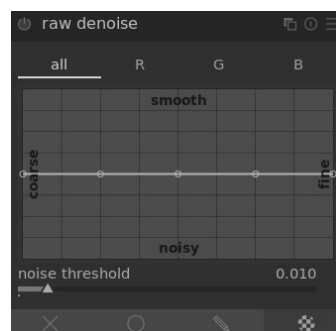 raw denoise
all R G B
smooth
coarse
fine
noisy
noise threshold 0.010